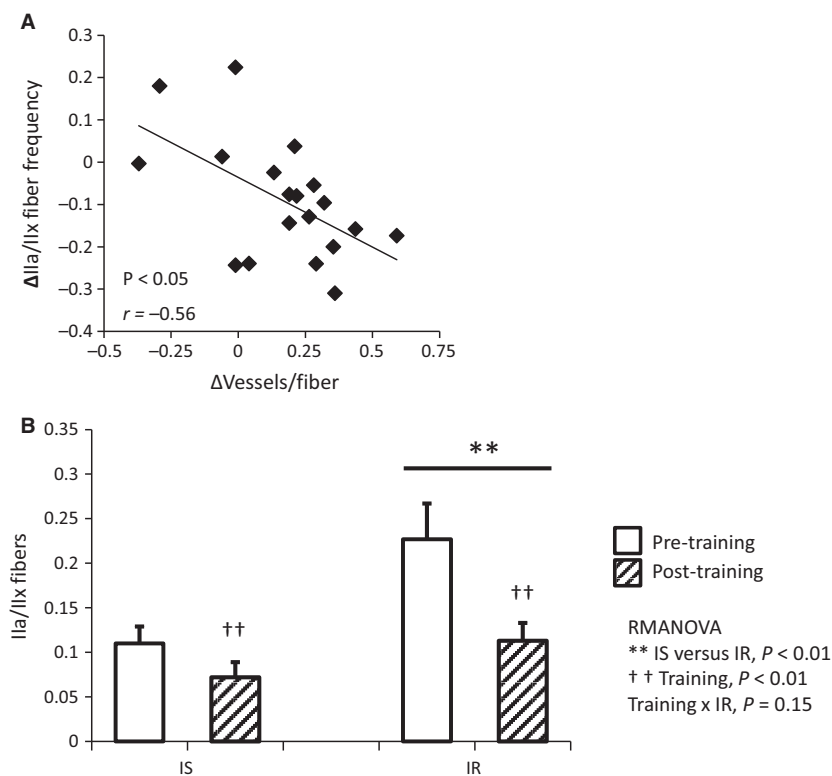 A
0.3
0.2
0.1
0
–0.1
–0.2
–0.3
–0.4
ΔIIa/IIx fiber frequency
P < 0.05
r = –0.56
–0.5 –0.25 0 0.25 0.5 0.75
ΔVessels/fiber
B
0.35
0.3
0.25
0.2
0.15
0.1
0.05
0
IIa/IIx fibers
**
††
††
IS IR
Pre-training
Post-training
RMANOVA
** IS versus IR, P < 0.01
† † Training, P < 0.01
Training x IR, P = 0.15